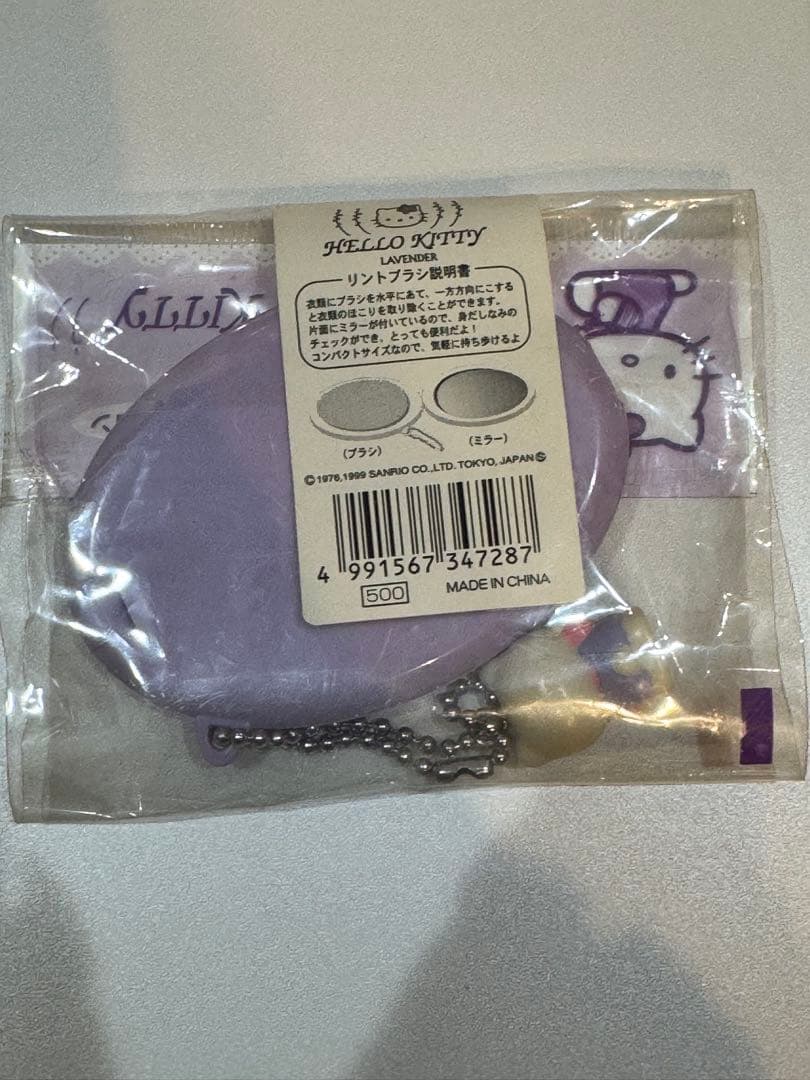 HELLO KITTY
LAVENDER
リントブラシ説明書
衣類にブラシを水平にあて、一方方向にこする
と衣類のほこりを取り除くことができます。
片面にミラーが付いているので、身だしなみの
チェックができ、とっても便利だよ!
コンパクトサイズなので、気軽に持ち歩けるよ
(ブラシ)
(ミラー)
©1976,1999 SANRIO CO.,LTD. TOKYO, JAPAN Ⓢ
4 991567 347287
500
MADE IN CHINA
KITTY